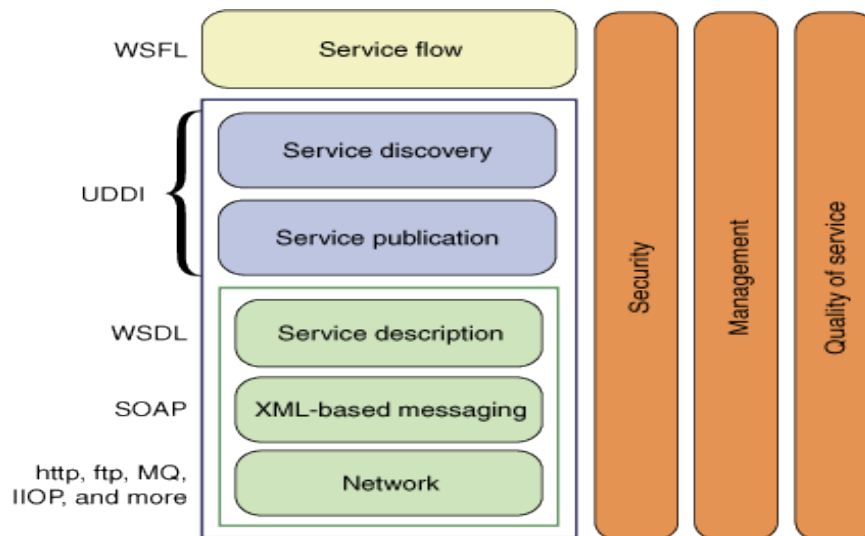 WSFL
Service flow
UDDI
Service discovery
Service publication
WSDL
Service description
SOAP
XML-based messaging
http, ftp, MQ,
IIOP, and more
Network
Security
Management
Quality of service